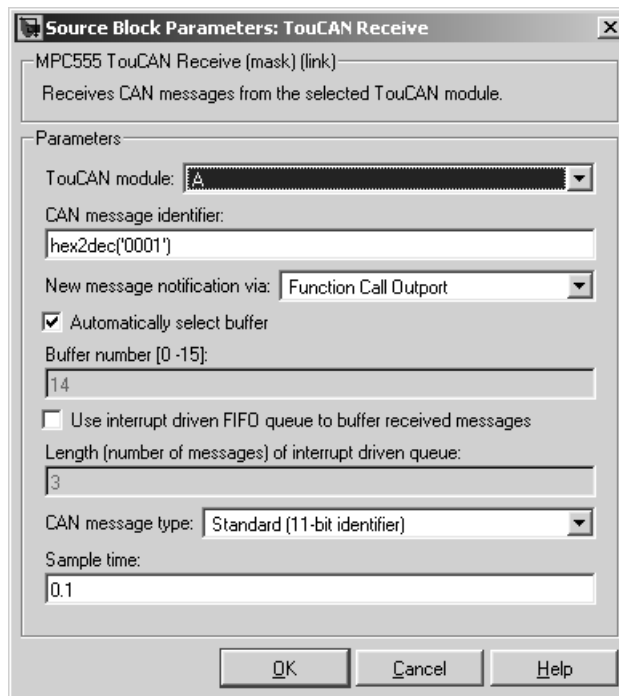 Source Block Parameters: TouCAN Receive
MPC555 TouCAN Receive (mask) (link)
Receives CAN messages from the selected TouCAN module.
Parameters
TouCAN module: A
CAN message identifier:
hex2dec('0001')
New message notification via: Function Call Outport
Automatically select buffer
Buffer number [0 -15]:
14
Use interrupt driven FIFO queue to buffer received messages
Length (number of messages) of interrupt driven queue:
3
CAN message type: Standard (11-bit identifier)
Sample time:
0.1
OK Cancel Help